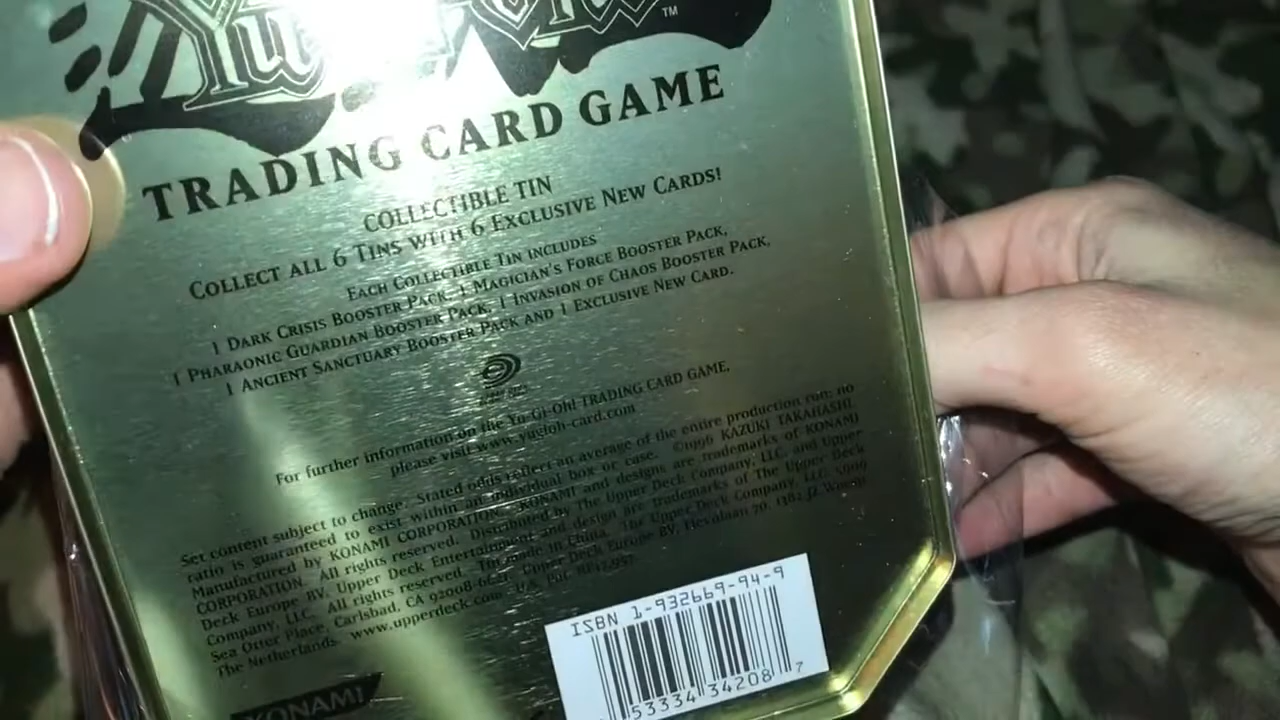 Yu
TM
TRADING CARD GAME
COLLECTIBLE TIN
COLLECT ALL 6 TINS WITH 6 EXCLUSIVE NEW CARDS!
EACH COLLECTIBLE TIN INCLUDES
1 DARK CRISIS BOOSTER PACK, 1 MAGICIAN'S FORCE BOOSTER PACK,
1 PHARAONIC GUARDIAN BOOSTER PACK, 1 INVASION OF CHAOS BOOSTER PACK,
1 ANCIENT SANCTUARY BOOSTER PACK AND 1 EXCLUSIVE NEW CARD.
For further information on the Yu-Gi-Oh! TRADING CARD GAME,
please visit www.yugioh-card.com
Set content subject to change. Stated odds reflect an average of the entire production run; no
ratio is guaranteed to exist within an individual box or case. ©1996 KAZUKI TAKAHASHI
Manufactured by KONAMI CORPORATION. KONAMI and designs are trademarks of KONAMI
CORPORATION. All rights reserved. Distributed by The Upper Deck Company, LLC. and Upper
Deck Europe BV. Upper Deck Entertainment and design are trademarks of The Upper Deck
Company, LLC. All rights reserved. Tin made in China. The Upper Deck Company, LLC, 5909
Sea Otter Place, Carlsbad, CA 92008-6621. Upper Deck Europe BV, Flevolaan 20, 1382 JZ Weesp
The Netherlands. www.upperdeck.com U.S. Pat.
ISBN 1-932669-94-9
53334 34208 7
KONAMI